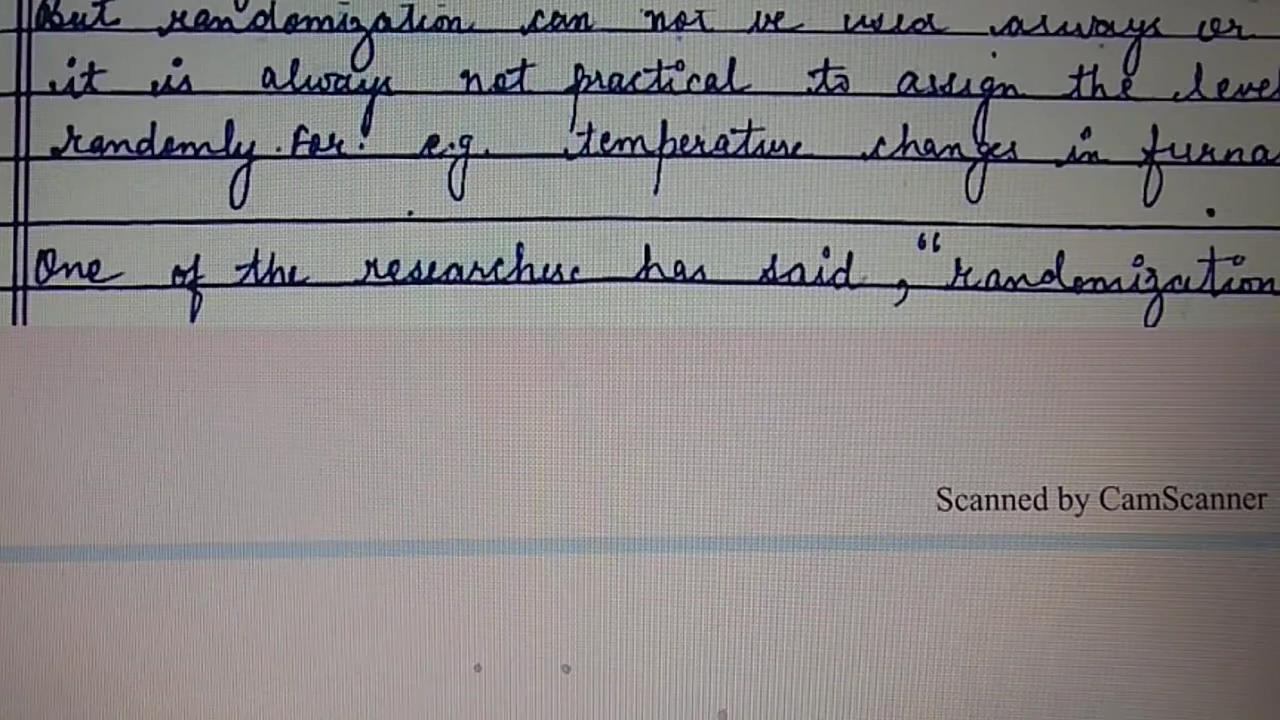 But randomization can not be used always or
it is always not practical to assign the leve
randomly. For! e.g. temperature changes in furna
One of the researchers has said, "randomization
Scanned by CamScanner